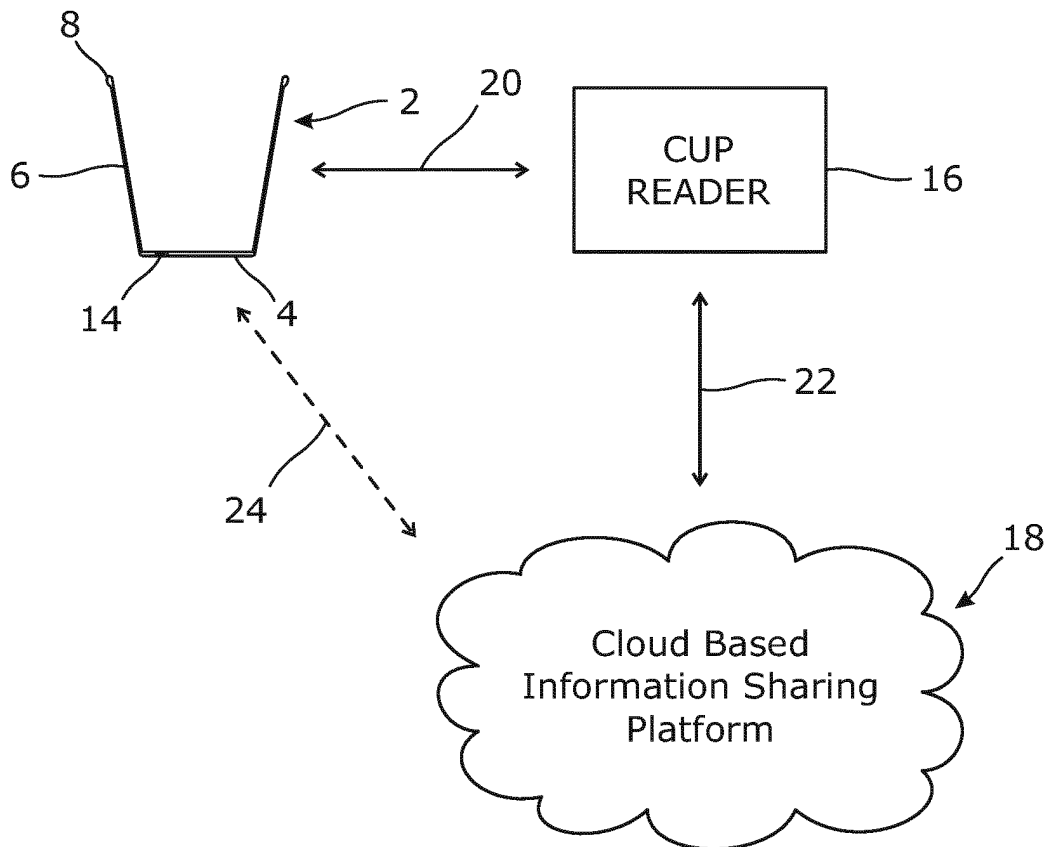 8
2
20
CUP
READER
6
16
14
4
22
24
18
Cloud Based
Information Sharing
Platform